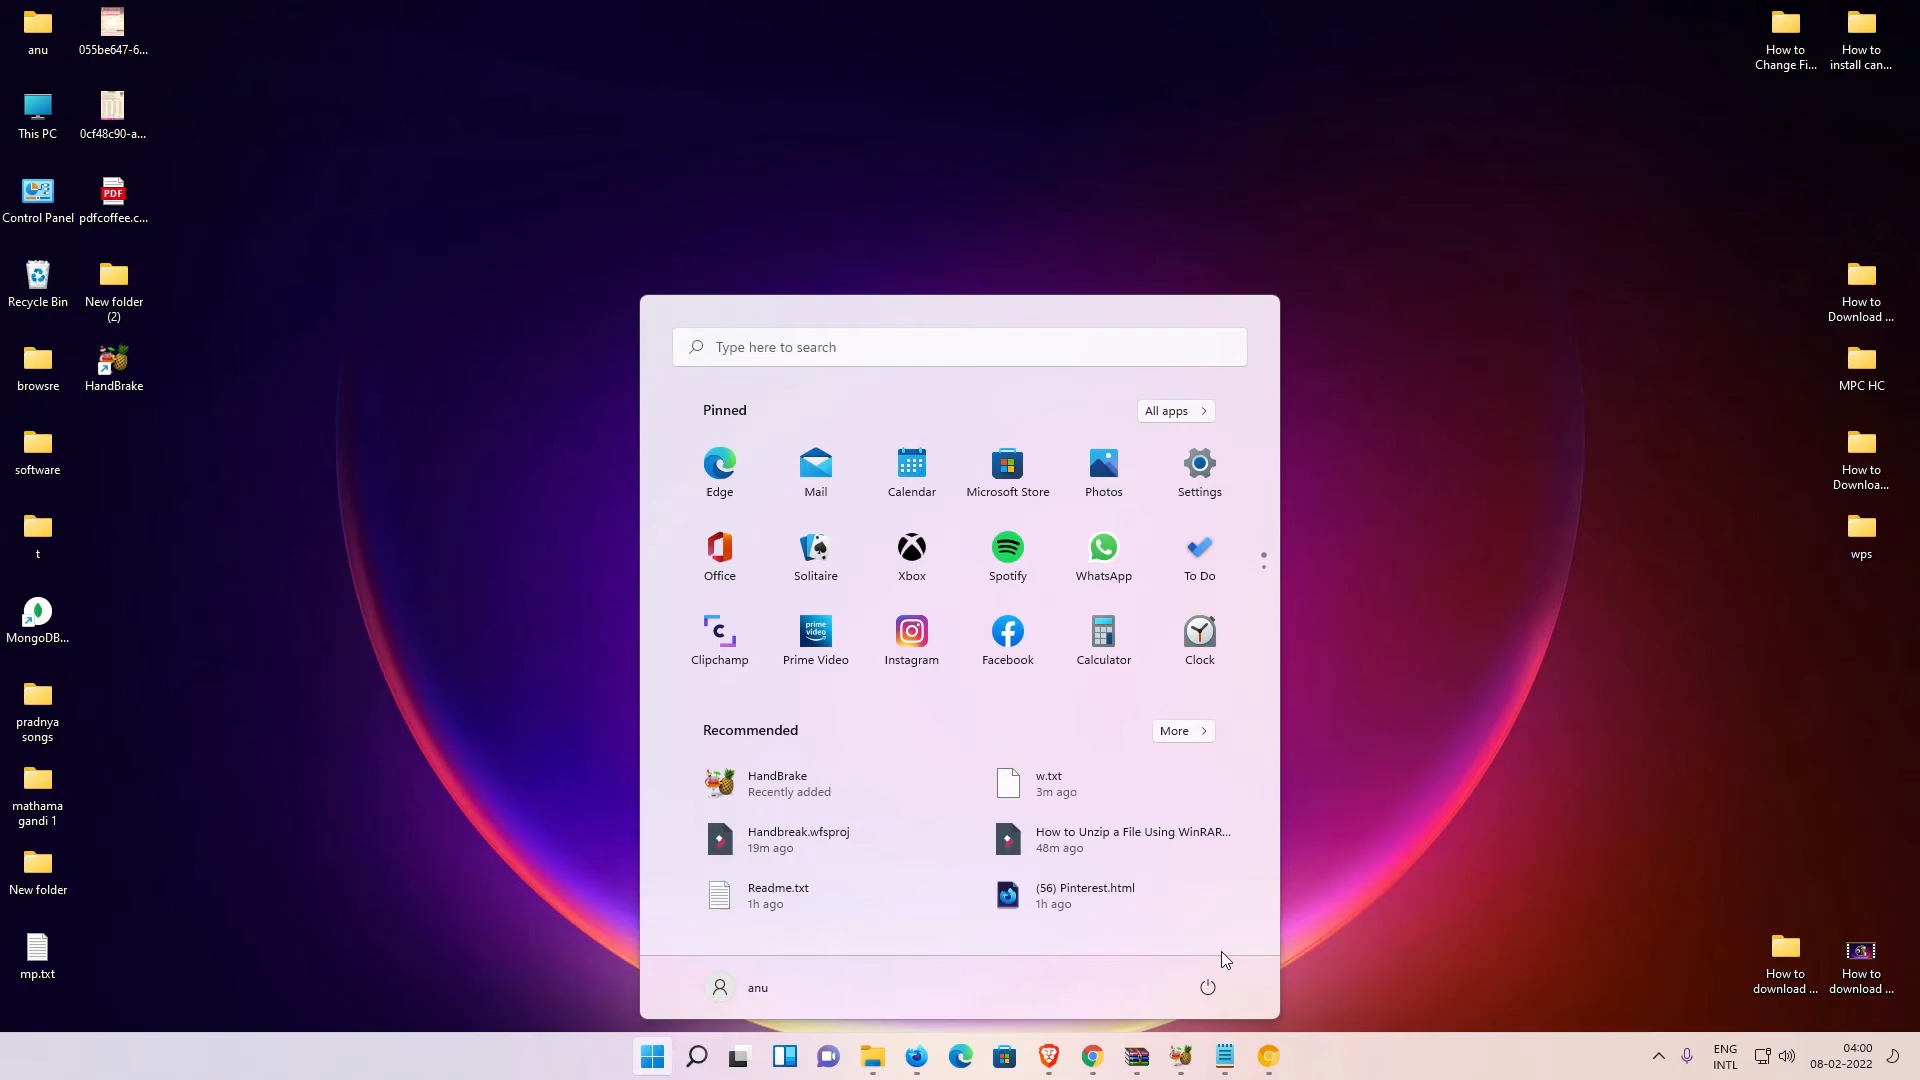 anu
055be647-6...
This PC
0cf48c90-a...
Control Panel
PDF
pdfcoffee.c...
Recycle Bin
New folder
(2)
browsre
HandBrake
software
t
MongoDB...
pradnya
songs
mathama
gandi 1
New folder
mp.txt
Type here to search
Pinned
All apps
Edge
Mail
Calendar
Microsoft Store
Photos
Settings
Office
Solitaire
Xbox
Spotify
WhatsApp
To Do
prime
video
Clipchamp
Prime Video
Instagram
Facebook
Calculator
Clock
Recommended
More
HandBrake
Recently added
w.txt
3m ago
Handbreak.wfsproj
19m ago
How to Unzip a File Using WinRAR...
48m ago
Readme.txt
1h ago
(56) Pinterest.html
1h ago
anu
How to
Change Fi...
How to
install can...
How to
Download ...
MPC HC
How to
Downloa...
wps
How to
download ...
How to
download ...
ENG
INTL
04:00
08-02-2022